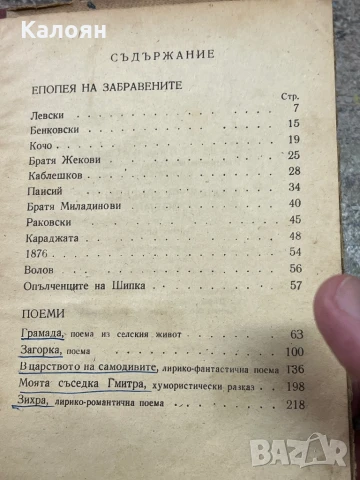 Калоян
СЪДЪРЖАНИЕ
ЕПОПЕЯ НА ЗАБРАВЕНИТЕ
Стр.
Левски . . . . . . . . . . . . . 7
Бенковски . . . . . . . . . . . . 15
Кочо . . . . . . . . . . . . . . 19
Братя Жекови . . . . . . . . . . . 25
Каблешков . . . . . . . . . . . . 28
Паисий . . . . . . . . . . . . . 34
Братя Миладинови . . . . . . . . . 40
Раковски . . . . . . . . . . . . 45
Караджата . . . . . . . . . . . . 48
1876 . . . . . . . . . . . . . . 54
Волов . . . . . . . . . . . . . . 56
Опълченците на Шипка . . . . . . . 57
ПОЕМИ
Грамада, поема из селския живот . . . . 63
Загорка, поема . . . . . . . . . . 100
В царството на самодивите, лирико-фантастична поема 136
Моята съседка Гмитра, хумористически разказ . 198
Зихра, лирико-романтична поема . . . . 218
bazar.bg